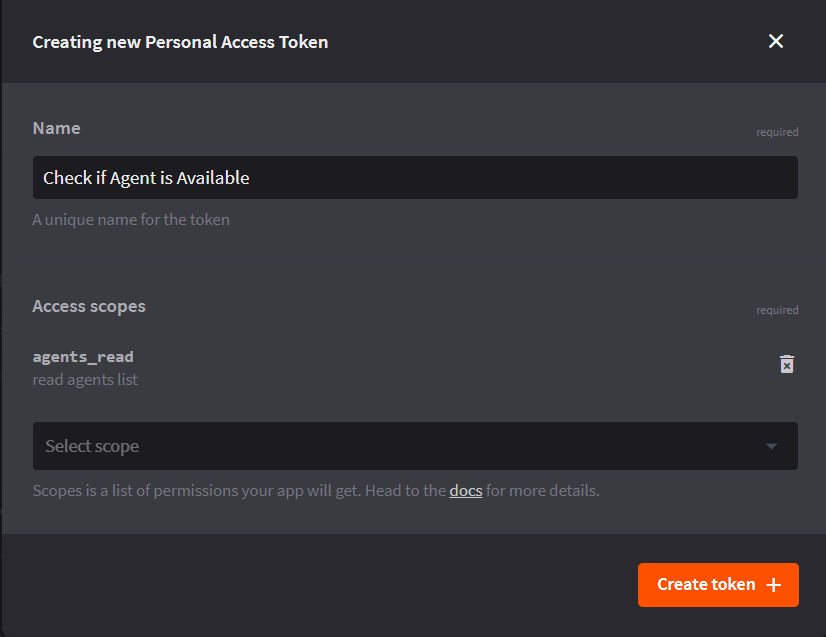 Creating new Personal Access Token
Name
required
Check if Agent is Available
A unique name for the token
Access scopes
required
agents_read
read agents list
Select scope
Scopes is a list of permissions your app will get. Head to the docs for more details.
Create token